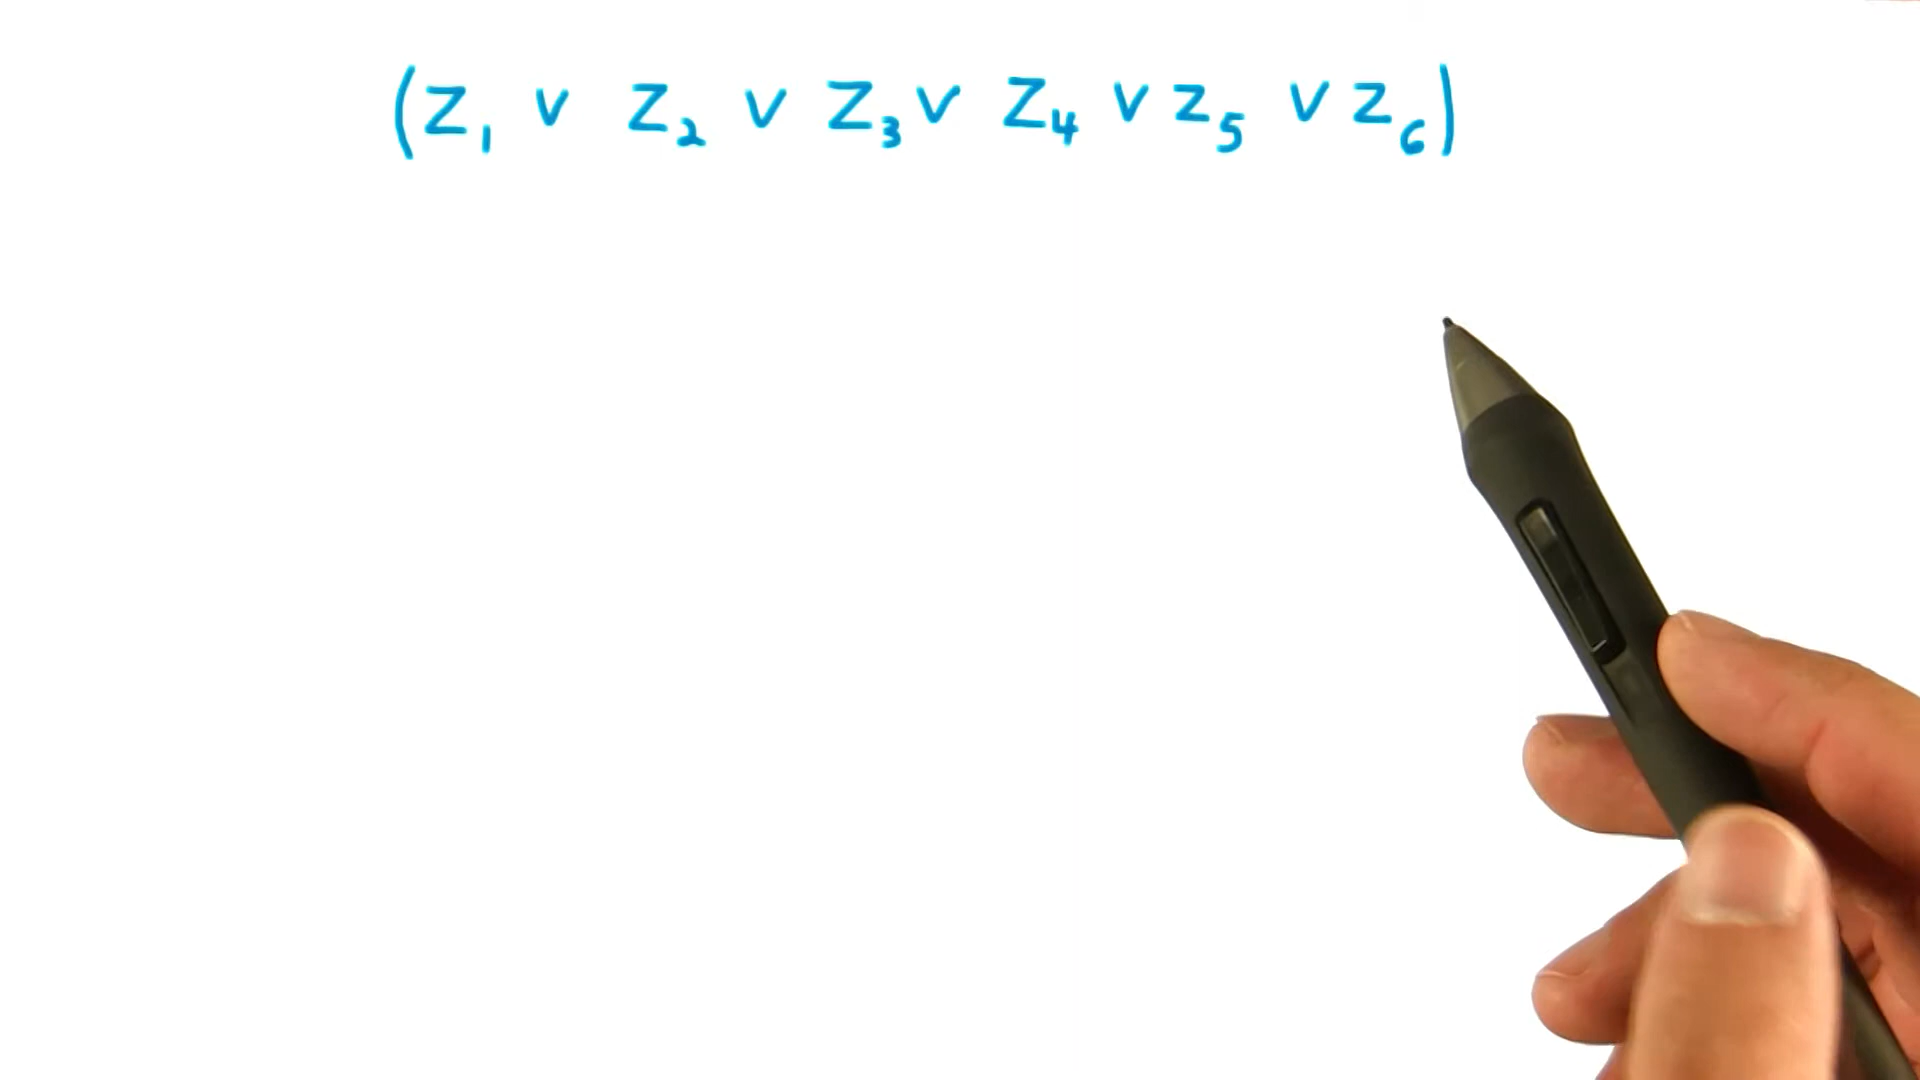 (Z₁ ∨ Z₂ ∨ Z₃ ∨ Z₄ ∨ Z₅ ∨ Z₆)